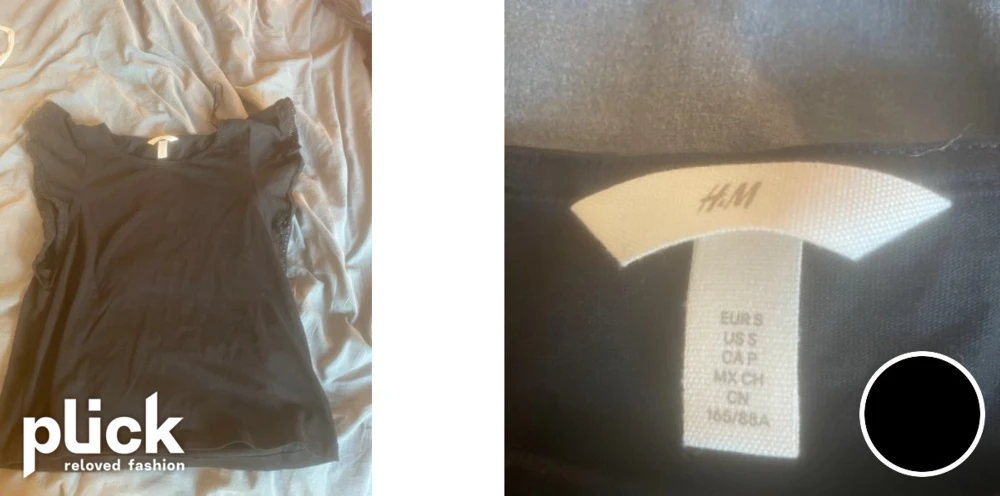 plick
reloved fashion
H&M
EUR S
US S
CA P
MX CH
CN
165/88A